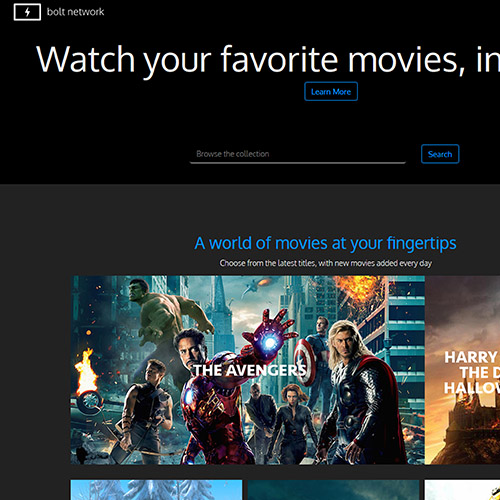 bolt network
Watch your favorite movies, in
Learn More
Browse the collection
Search
A world of movies at your fingertips
Choose from the latest titles, with new movies added every day
THE AVENGERS
HARRY
THE D
HALLOW